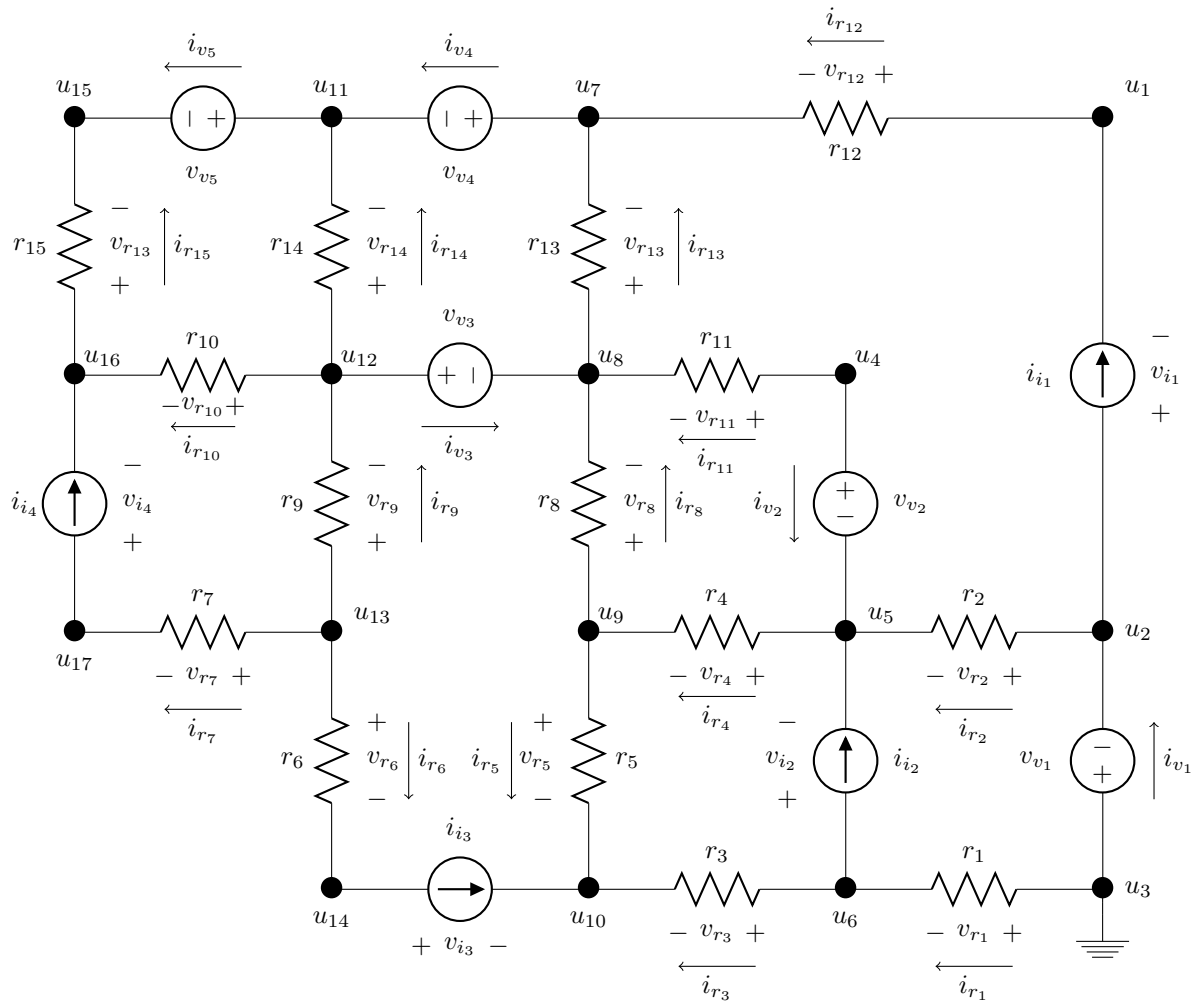 i_{r_{12}}
i_{v_5} i_{v_4}
− v_{r_{12}} +
u_{15} u_{11} u_7 u_1
− + − +
v_{v_5} v_{v_4} r_{12}
− − −
r_{15} v_{r_{13}} i_{r_{15}} r_{14} v_{r_{14}} i_{r_{14}} r_{13} v_{r_{13}} i_{r_{13}}
+ + +
v_{v_3}
r_{10} r_{11}
u_{16} u_{12} u_8 u_4
+ − −
i_{i_1} v_{i_1}
− v_{r_{10}} + − v_{r_{11}} + +
i_{r_{10}} i_{v_3} i_{r_{11}}
− − −
i_{i_4} v_{i_4} r_9 v_{r_9} i_{r_9} r_8 v_{r_8} i_{r_8} i_{v_2} + − v_{v_2}
+ + +
r_7 r_4 r_2
u_{13} u_9 u_5 u_2
u_{17}
− v_{r_7} + − v_{r_4} + − v_{r_2} +
i_{r_7} i_{r_4} i_{r_2}
+ + −
r_6 v_{r_6} i_{r_6} i_{r_5} v_{r_5} r_5 v_{i_2} i_{i_2} v_{v_1} − + i_{v_1}
− − +
i_{i_3} r_3 r_1
u_3
u_{14} u_{10} u_6
+ v_{i_3} − − v_{r_3} + − v_{r_1} +
i_{r_3} i_{r_1}